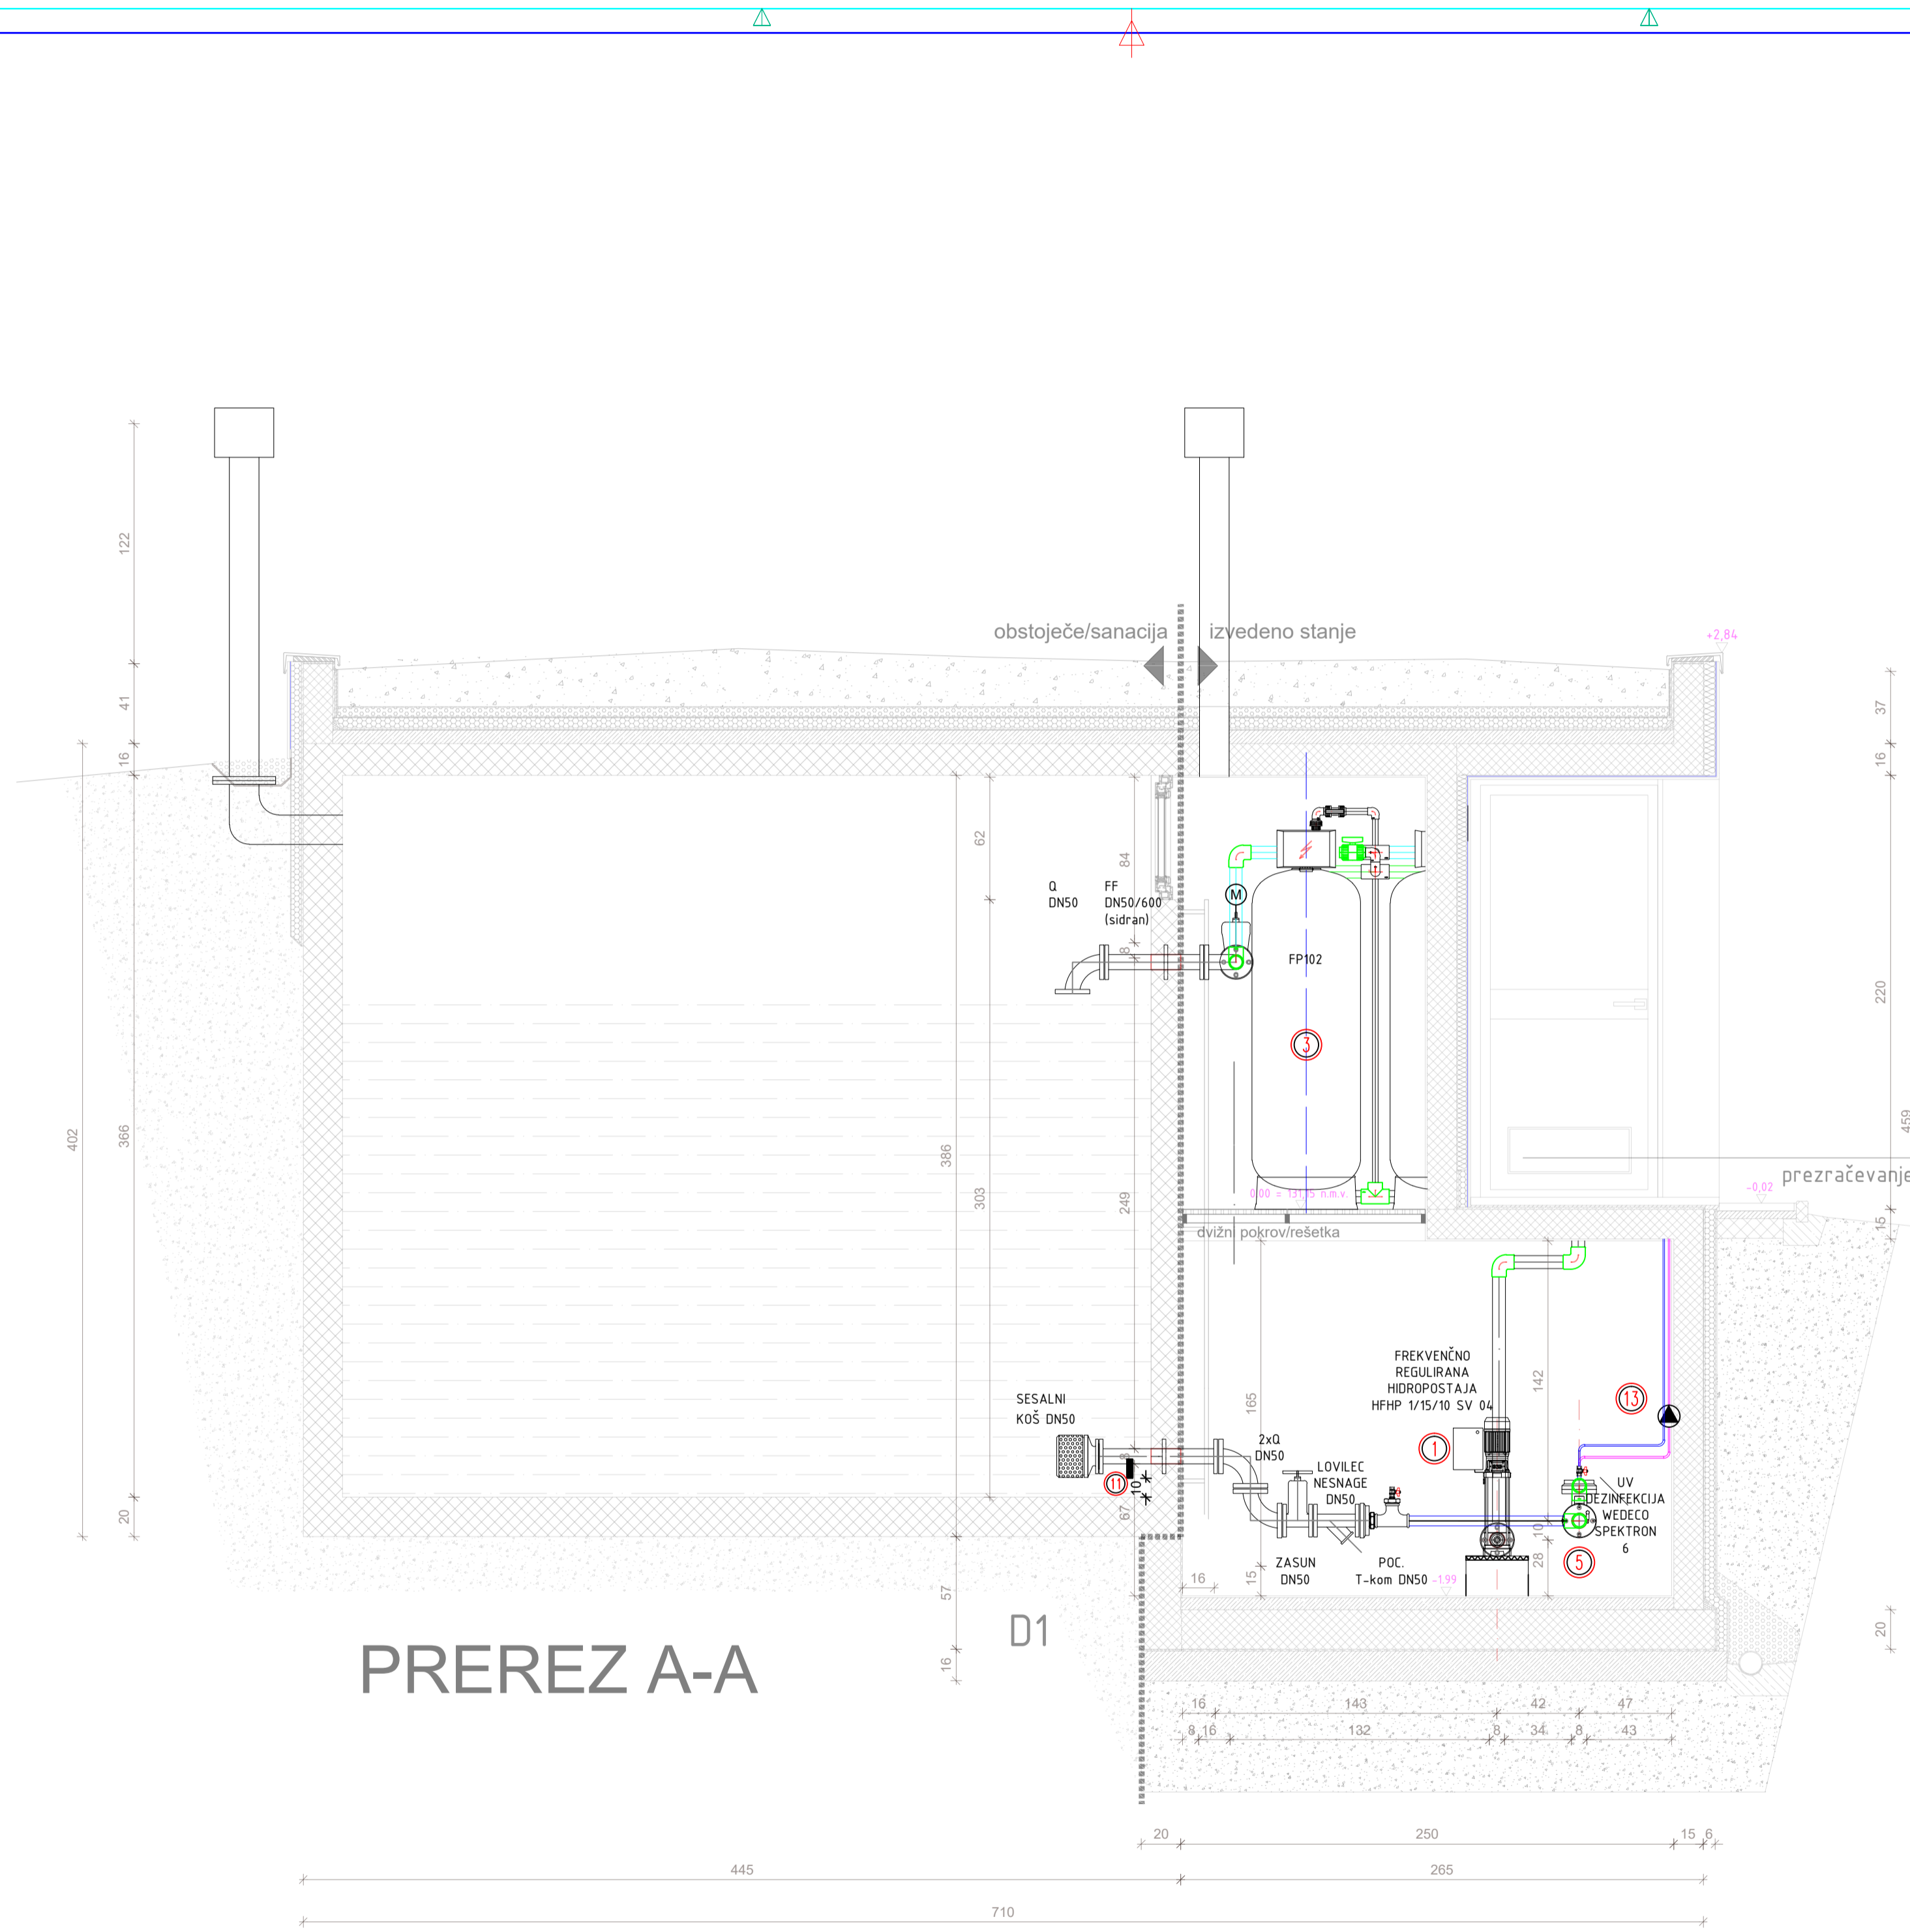 122
41
16
366
402
20
obstoječe/sanacija
izvedeno stanje
+2,84
37
16
220
459
prezračevanje
-0,02
15
20
62
84
Q
DN50
FF
DN50/600
(sidran)
8
M
FP102
3
386
303
249
0,00 = 131,15 n.m.v.
dvižni pokrov/rešetka
FREKVENČNO
REGULIRANA
HIDROPOSTAJA
HFHP 1/15/10 SV 04
142
165
13
SESALNI
KOŠ DN50
8
11
10
67
2xQ
DN50
LOVILEC
NESNAGE
DN50
1
UV
DEZINFEKCIJA
WEDECO
SPEKTRON
6
5
10
28
ZASUN
DN50
POC.
T-kom DN50
-1.99
15
16
57
16
D1
PREREZ A-A
16
143
42
47
8
16
132
8
34
8
43
20
250
15
6
445
265
710